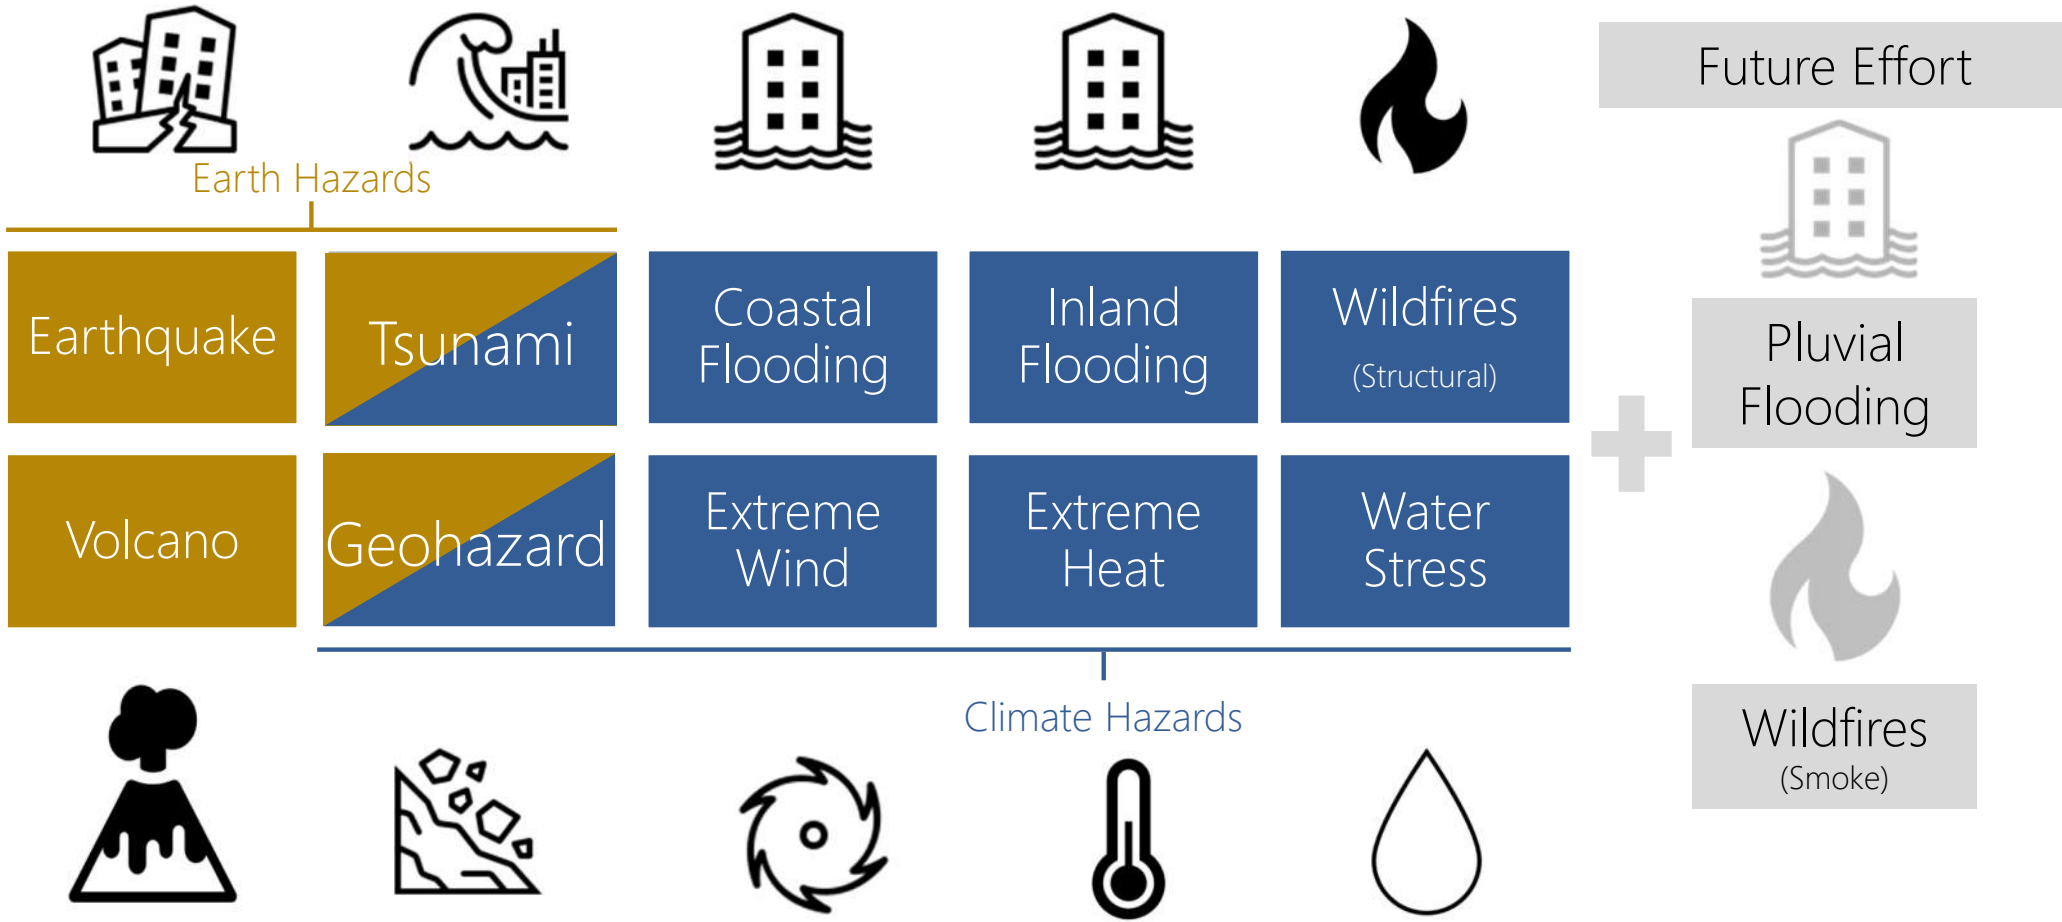 Future Effort
Earth Hazards
Earthquake
Tsunami
Coastal
Flooding
Inland
Flooding
Wildfires
(Structural)
Pluvial
Flooding
Volcano
Geohazard
Extreme
Wind
Extreme
Heat
Water
Stress
Climate Hazards
Wildfires
(Smoke)